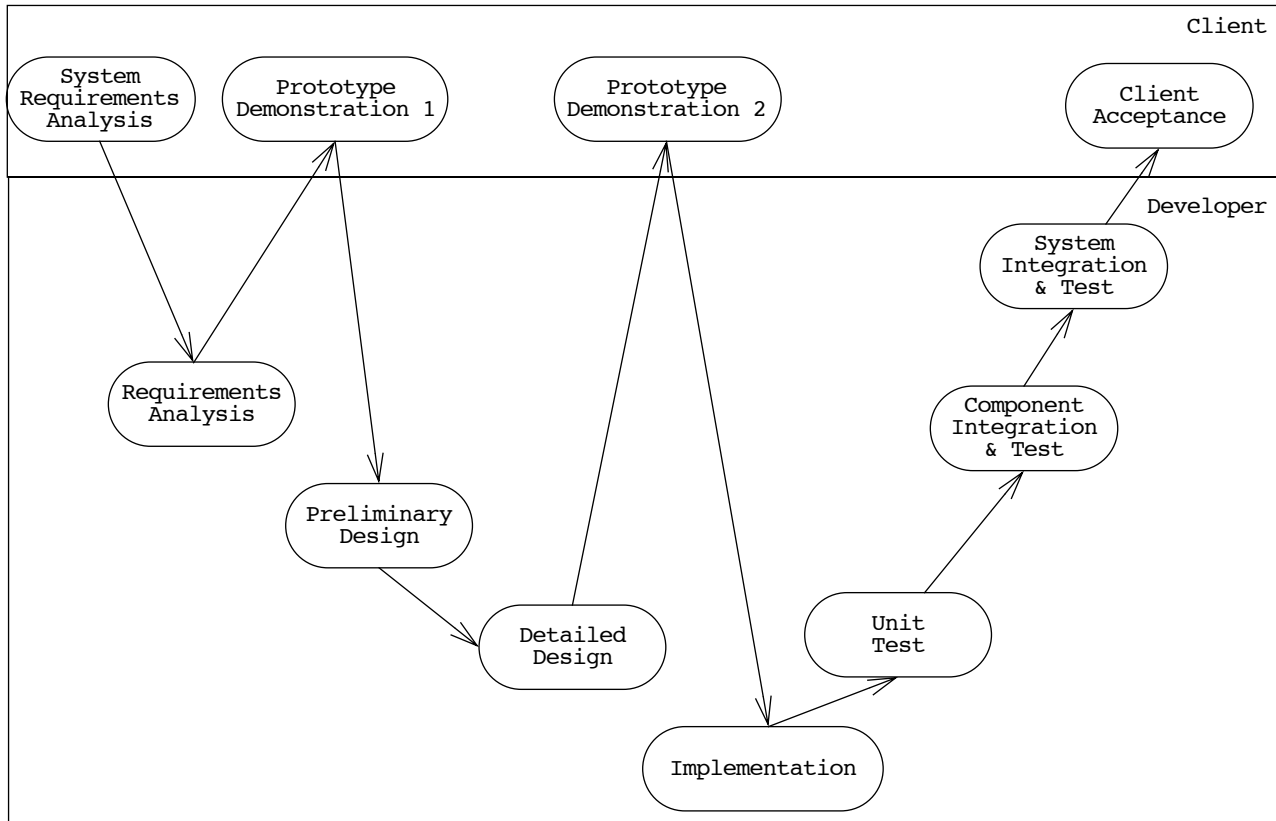 Client
System
Requirements
Analysis
Prototype
Demonstration 1
Prototype
Demonstration 2
Client
Acceptance
Developer
System
Integration
& Test
Requirements
Analysis
Component
Integration
& Test
Preliminary
Design
Detailed
Design
Unit
Test
Implementation